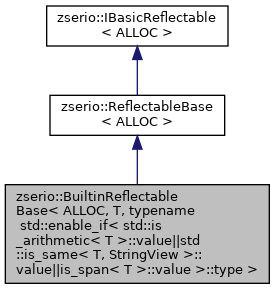 zserio::IBasicReflectable
< ALLOC >
zserio::ReflectableBase
< ALLOC >
zserio::BuiltinReflectable
Base< ALLOC, T, typename
std::enable_if< std::is
_arithmetic< T >::value||std
::is_same< T, StringView >::
value||is_span< T >::value >::type >